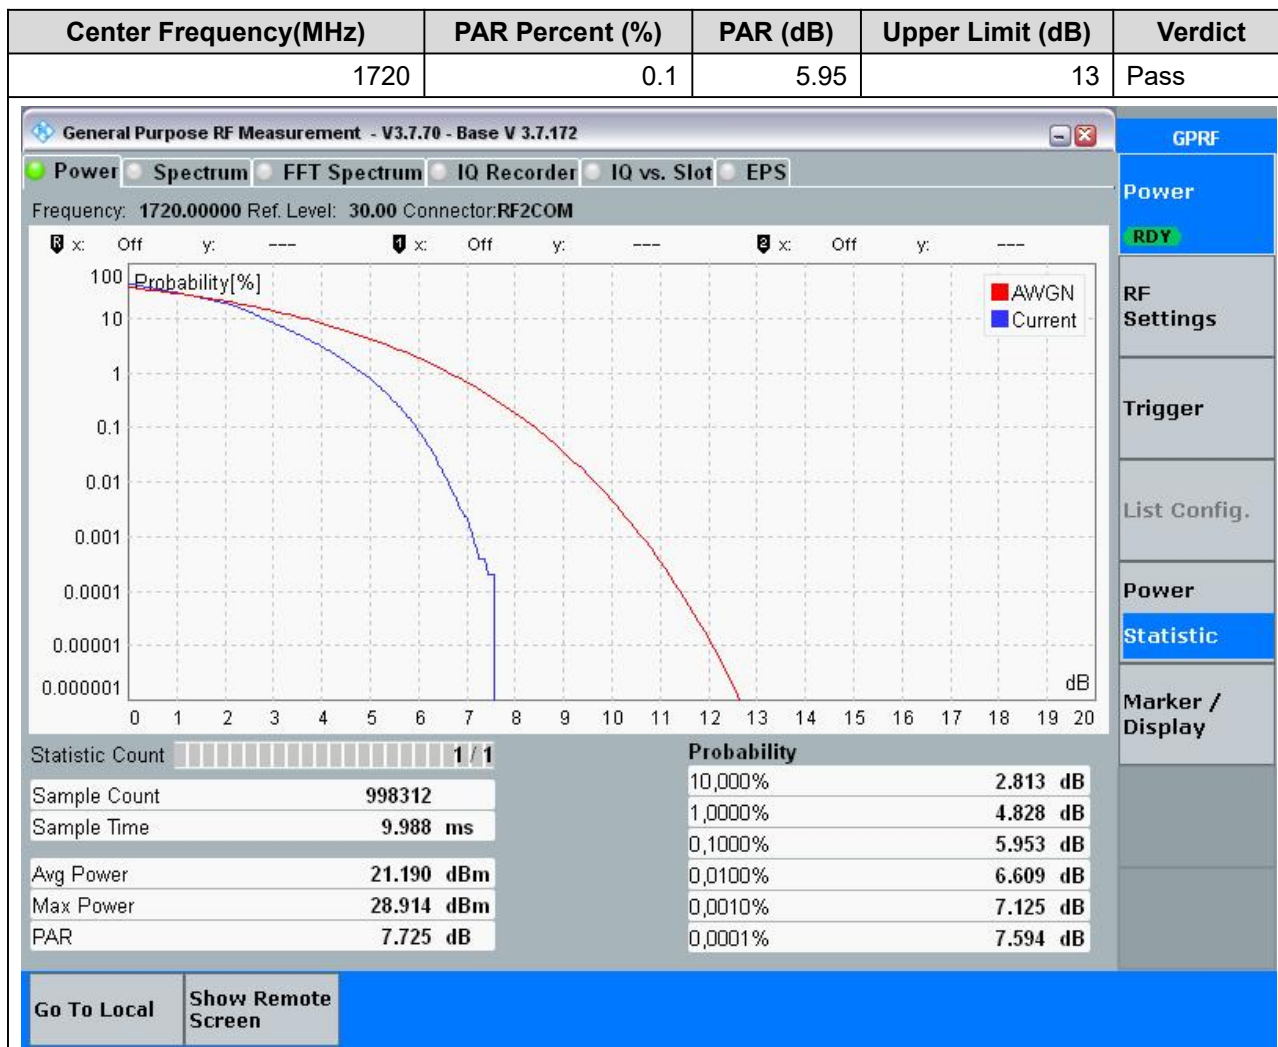 Center Frequency(MHz) PAR Percent (%) PAR (dB) Upper Limit (dB) Verdict
1720 0.1 5.95 13 Pass
General Purpose RF Measurement - V3.7.70 - Base V 3.7.172
GPRF
Power Spectrum FFT Spectrum IQ Recorder IQ vs. Slot EPS
Power
RDY
Frequency: 1720.00000 Ref. Level: 30.00 Connector:RF2COM
R x: Off y: --- 1 x: Off y: --- 2 x: Off y: ---
Probability[%]
AWGN
Current
100
10
1
0.1
0.01
0.001
0.0001
0.00001
0.000001
dB
0 1 2 3 4 5 6 7 8 9 10 11 12 13 14 15 16 17 18 19 20
RF
Settings
Trigger
List Config.
Power
Statistic
Marker /
Display
Statistic Count 1 / 1
Sample Count 998312
Sample Time 9.988 ms
Avg Power 21.190 dBm
Max Power 28.914 dBm
PAR 7.725 dB
Probability
10,000% 2.813 dB
1,0000% 4.828 dB
0,1000% 5.953 dB
0,0100% 6.609 dB
0,0010% 7.125 dB
0,0001% 7.594 dB
Go To Local
Show Remote
Screen